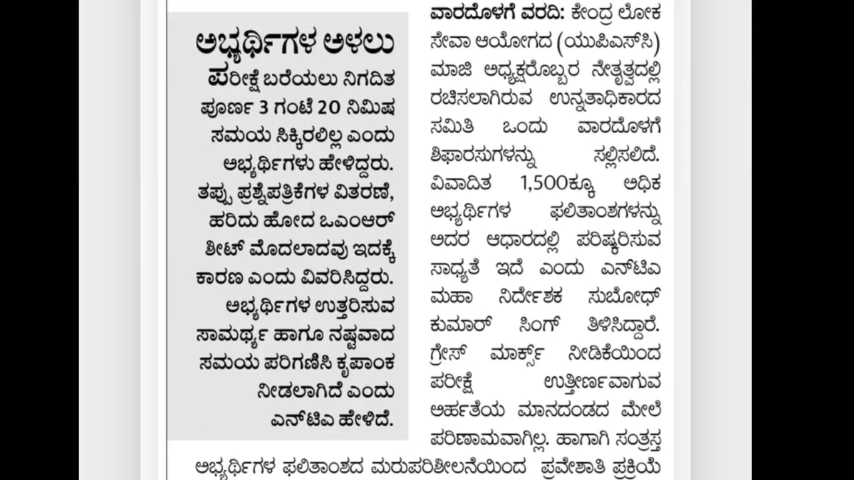 ಅಭ್ಯರ್ಥಿಗಳ ಅಳಲು
ಪರೀಕ್ಷೆ ಬರೆಯಲು ನಿಗದಿತ
ಪೂರ್ಣ 3 ಗಂಟೆ 20 ನಿಮಿಷ
ಸಮಯ ಸಿಕ್ಕಿರಲಿಲ್ಲ ಎಂದು
ಅಭ್ಯರ್ಥಿಗಳು ಹೇಳಿದ್ದರು.
ತಪ್ಪು ಪ್ರಶ್ನೆಪತ್ರಿಕೆಗಳ ವಿತರಣೆ,
ಹರಿದು ಹೋದ ಒಎಂಆರ್
ಶೀಟ್ ಮೊದಲಾದವು ಇದಕ್ಕೆ
ಕಾರಣ ಎಂದು ವಿವರಿಸಿದ್ದರು.
ಅಭ್ಯರ್ಥಿಗಳ ಉತ್ತರಿಸುವ
ಸಾಮರ್ಥ್ಯ ಹಾಗೂ ನಷ್ಟವಾದ
ಸಮಯ ಪರಿಗಣಿಸಿ ಕೃಪಾಂಕ
ನೀಡಲಾಗಿದೆ ಎಂದು
ಎನ್‌ಟಿಎ ಹೇಳಿದೆ.
ವಾರದೊಳಗೆ ವರದಿ: ಕೇಂದ್ರ ಲೋಕ
ಸೇವಾ ಆಯೋಗದ (ಯುಪಿಎಸ್‌ಸಿ)
ಮಾಜಿ ಅಧ್ಯಕ್ಷರೊಬ್ಬರ ನೇತೃತ್ವದಲ್ಲಿ
ರಚಿಸಲಾಗಿರುವ ಉನ್ನತಾಧಿಕಾರದ
ಸಮಿತಿ ಒಂದು ವಾರದೊಳಗೆ
ಶಿಫಾರಸುಗಳನ್ನು ಸಲ್ಲಿಸಲಿದೆ.
ವಿವಾದಿತ 1,500ಕ್ಕೂ ಅಧಿಕ
ಅಭ್ಯರ್ಥಿಗಳ ಫಲಿತಾಂಶಗಳನ್ನು
ಅದರ ಆಧಾರದಲ್ಲಿ ಪರಿಷ್ಕರಿಸುವ
ಸಾಧ್ಯತೆ ಇದೆ ಎಂದು ಎನ್‌ಟಿಎ
ಮಹಾ ನಿರ್ದೇಶಕ ಸುಬೋಧ್
ಕುಮಾರ್ ಸಿಂಗ್ ತಿಳಿಸಿದ್ದಾರೆ.
ಗ್ರೇಸ್ ಮಾರ್ಕ್ಸ್ ನೀಡಿಕೆಯಿಂದ
ಪರೀಕ್ಷೆ ಉತ್ತೀರ್ಣವಾಗುವ
ಅರ್ಹತೆಯ ಮಾನದಂಡದ ಮೇಲೆ
ಪರಿಣಾಮವಾಗಿಲ್ಲ. ಹಾಗಾಗಿ ಸಂತ್ರಸ್ತ
ಅಭ್ಯರ್ಥಿಗಳ ಫಲಿತಾಂಶದ ಮರುಪರಿಶೀಲನೆಯಿಂದ ಪ್ರವೇಶಾತಿ ಪ್ರಕ್ರಿಯೆ